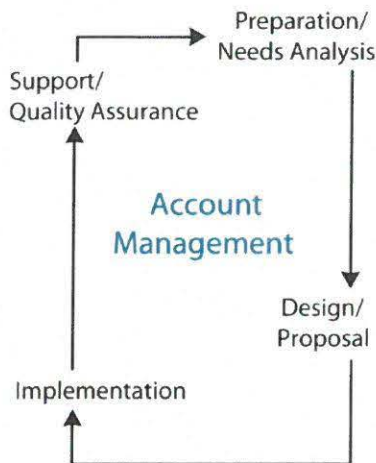 Preparation/
Needs Analysis
Support/
Quality Assurance
Account
Management
Design/
Proposal
Implementation